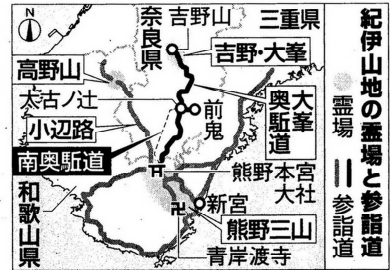 紀伊山地の霊場と参詣道
霊場
参詣道
三重県
吉野山
奈良県
吉野・大峯
高野山
大峯奥駈道
太古ノ辻
前鬼
小辺路
南奥駈道
熊野本宮大社
和歌山県
新宮
熊野三山
青岸渡寺
N